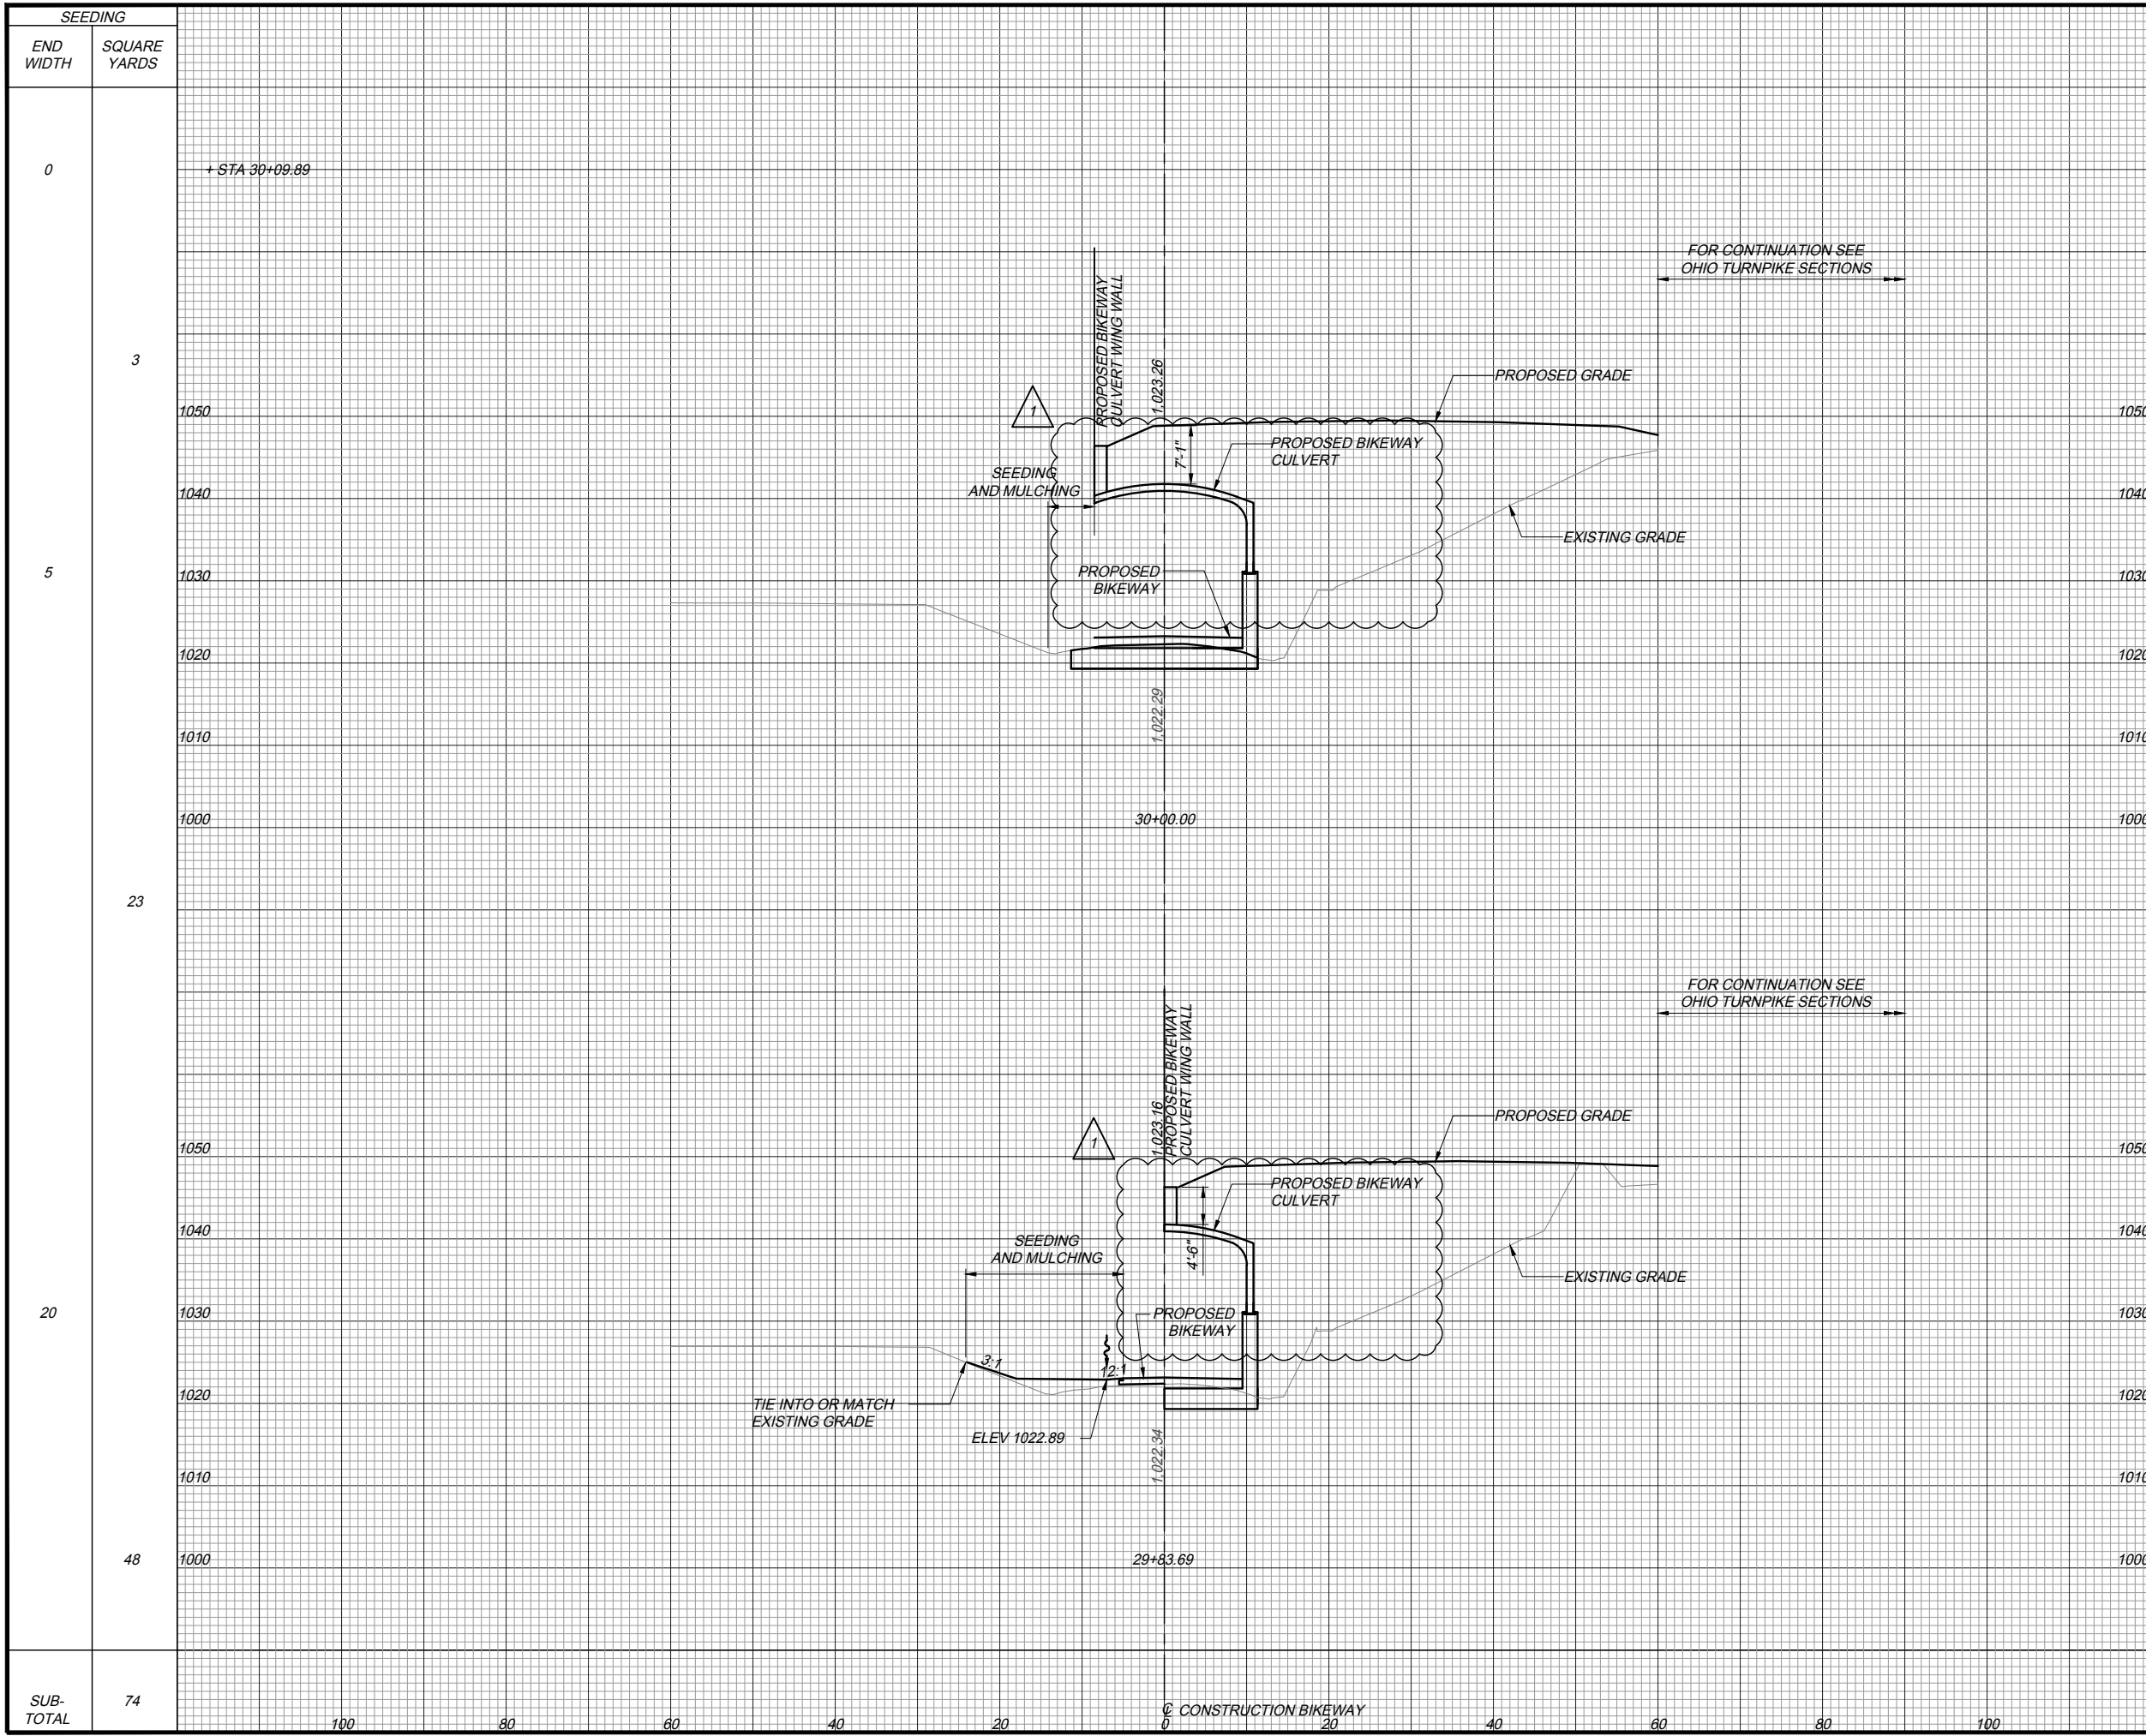 SEEDING
END
WIDTH
SQUARE
YARDS
0
+ STA 30+09.89
FOR CONTINUATION SEE
OHIO TURNPIKE SECTIONS
3
PROPOSED BIKEWAY
CULVERT WING WALL
1,023.26
PROPOSED GRADE
1
1050
1050
7'-1"
PROPOSED BIKEWAY
CULVERT
SEEDING
AND MULCHING
1040
1040
EXISTING GRADE
5
1030
1030
PROPOSED
BIKEWAY
1020
1020
1,022.29
1010
1010
1000
30+00.00
1000
23
FOR CONTINUATION SEE
OHIO TURNPIKE SECTIONS
1,023.16
PROPOSED BIKEWAY
CULVERT WING WALL
PROPOSED GRADE
1
1050
1050
PROPOSED BIKEWAY
CULVERT
1040
1040
SEEDING
AND MULCHING
4'-6"
EXISTING GRADE
20
1030
1030
PROPOSED
BIKEWAY
3:1
12:1
1020
1020
TIE INTO OR MATCH
EXISTING GRADE
ELEV 1022.89
1,022.34
1010
1010
48
1000
29+83.69
1000
SUB-
TOTAL
74
℄ CONSTRUCTION BIKEWAY
100 80 60 40 20 0 20 40 60 80 100